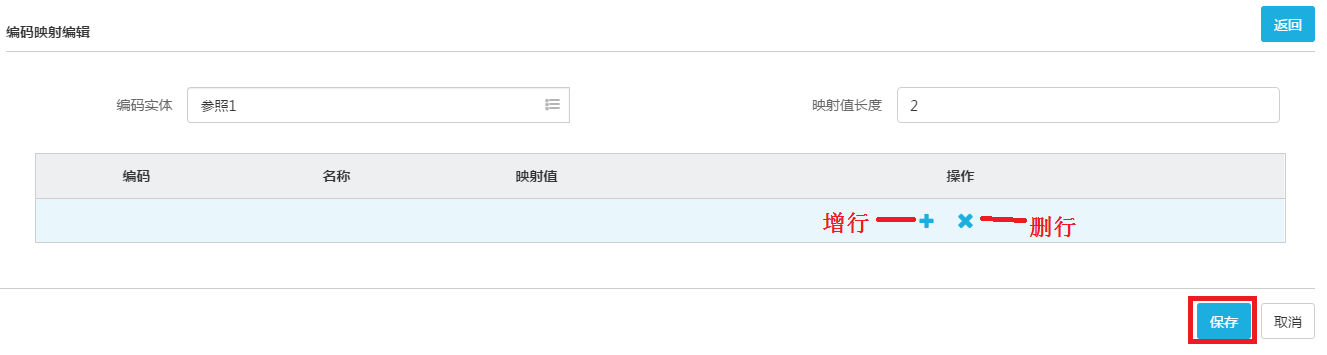 返回
编码映射编辑
编码实体 参照1 映射值长度 2
编码 名称 映射值 操作
增行 删行
保存 取消